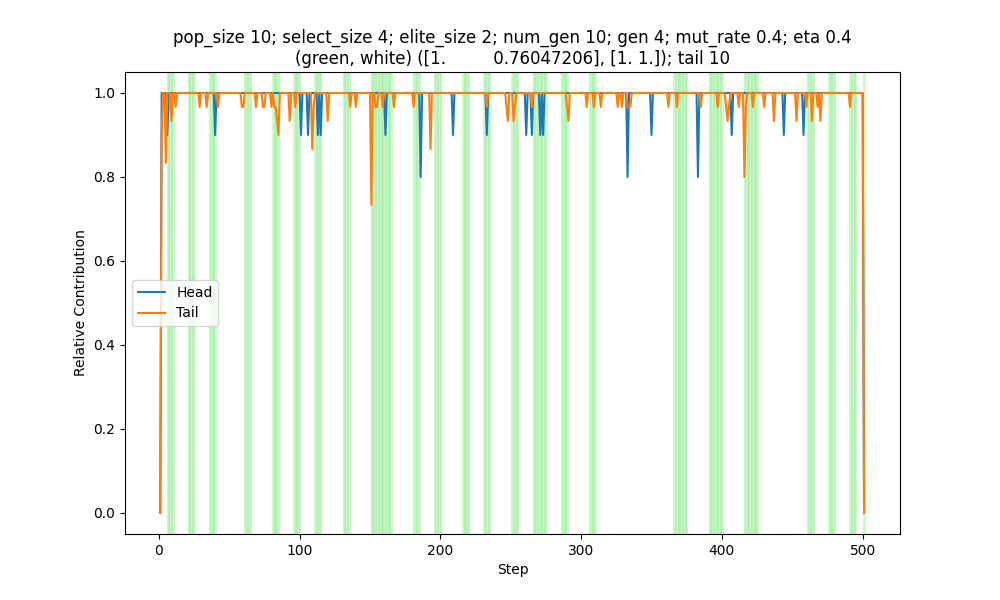 pop_size 10; select_size 4; elite_size 2; num_gen 10; gen 4; mut_rate 0.4; eta 0.4
(green, white) ([1.         0.76047206], [1. 1.]); tail 10
1.0
0.8
0.6
0.4
0.2
0.0
Relative Contribution
Head
Tail
0
100
200
300
400
500
Step